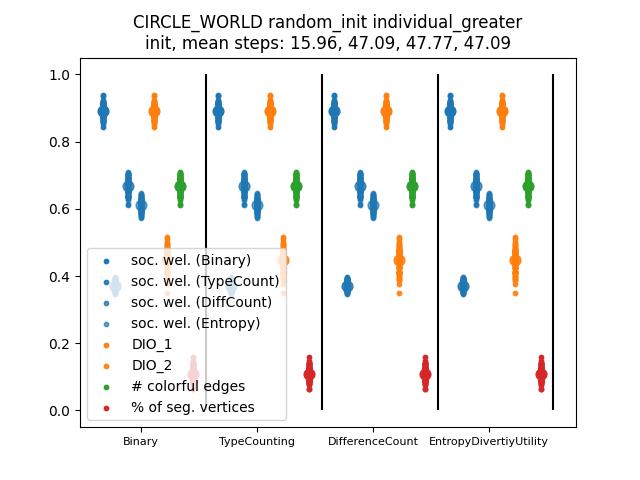 CIRCLE_WORLD random_init individual_greater
init, mean steps: 15.96, 47.09, 47.77, 47.09
1.0
0.8
0.6
0.4
0.2
0.0
soc. wel. (Binary)
soc. wel. (TypeCount)
soc. wel. (DiffCount)
soc. wel. (Entropy)
DIO_1
DIO_2
# colorful edges
% of seg. vertices
Binary TypeCounting DifferenceCount EntropyDivertiyUtility